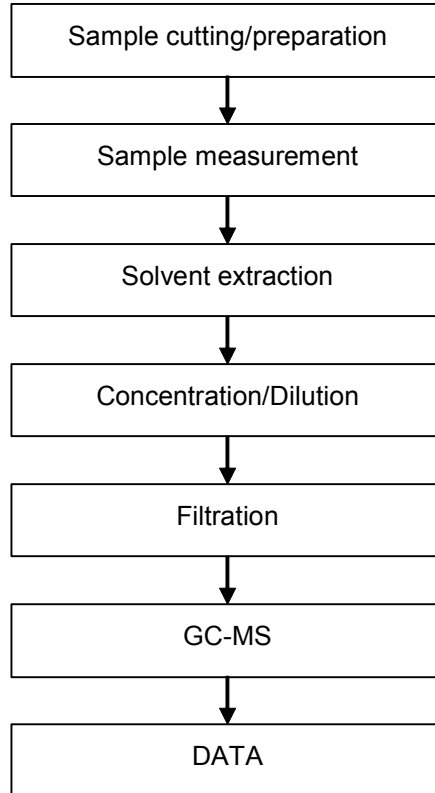 Sample cutting/preparation
Sample measurement
Solvent extraction
Concentration/Dilution
Filtration
GC-MS
DATA